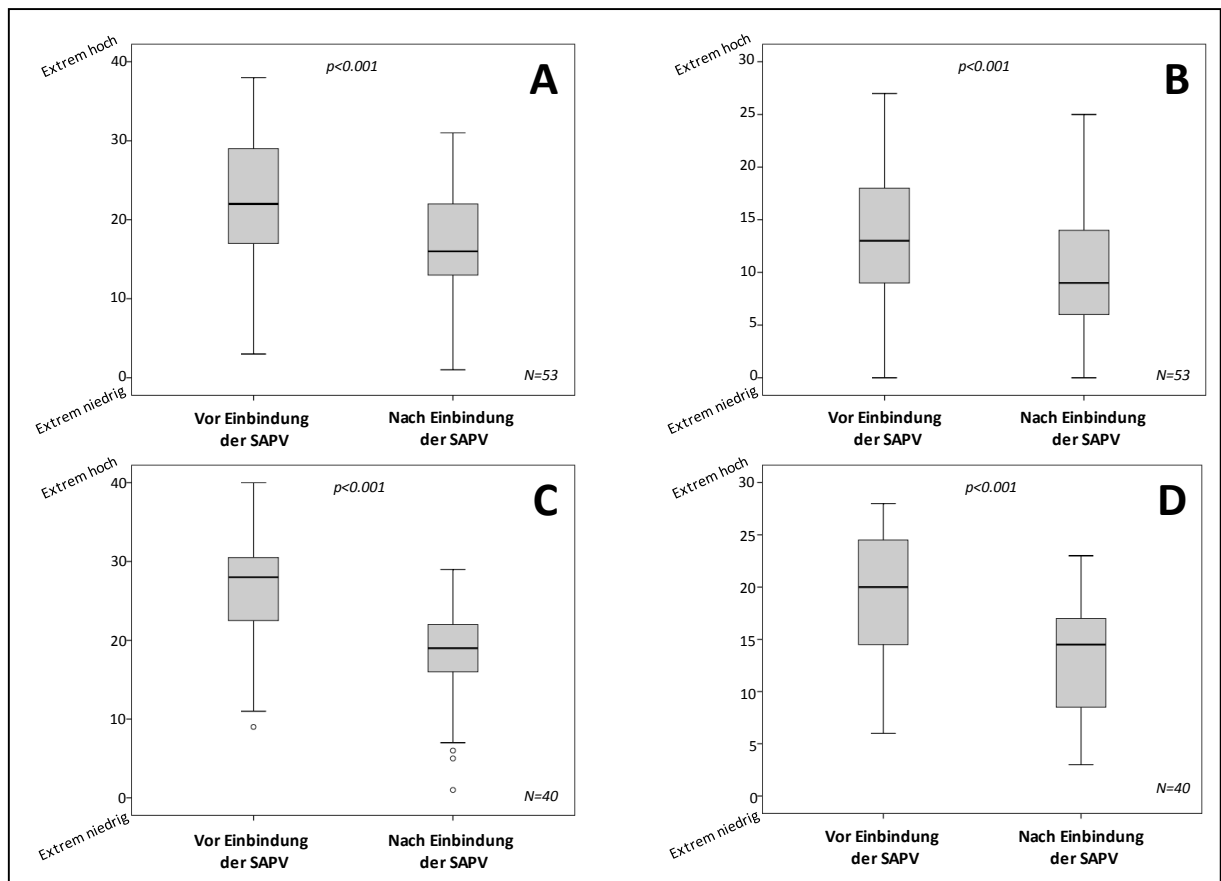 Extrem hoch
p<0.001
A
40
30
20
10
0
N=53
Extrem niedrig
Vor Einbindung
der SAPV
Nach Einbindung
der SAPV
Extrem hoch
p<0.001
B
30
25
20
15
10
5
0
N=53
Extrem niedrig
Vor Einbindung
der SAPV
Nach Einbindung
der SAPV
Extrem hoch
p<0.001
C
40
30
20
10
0
N=40
Extrem niedrig
Vor Einbindung
der SAPV
Nach Einbindung
der SAPV
Extrem hoch
p<0.001
D
30
25
20
15
10
5
0
N=40
Extrem niedrig
Vor Einbindung
der SAPV
Nach Einbindung
der SAPV